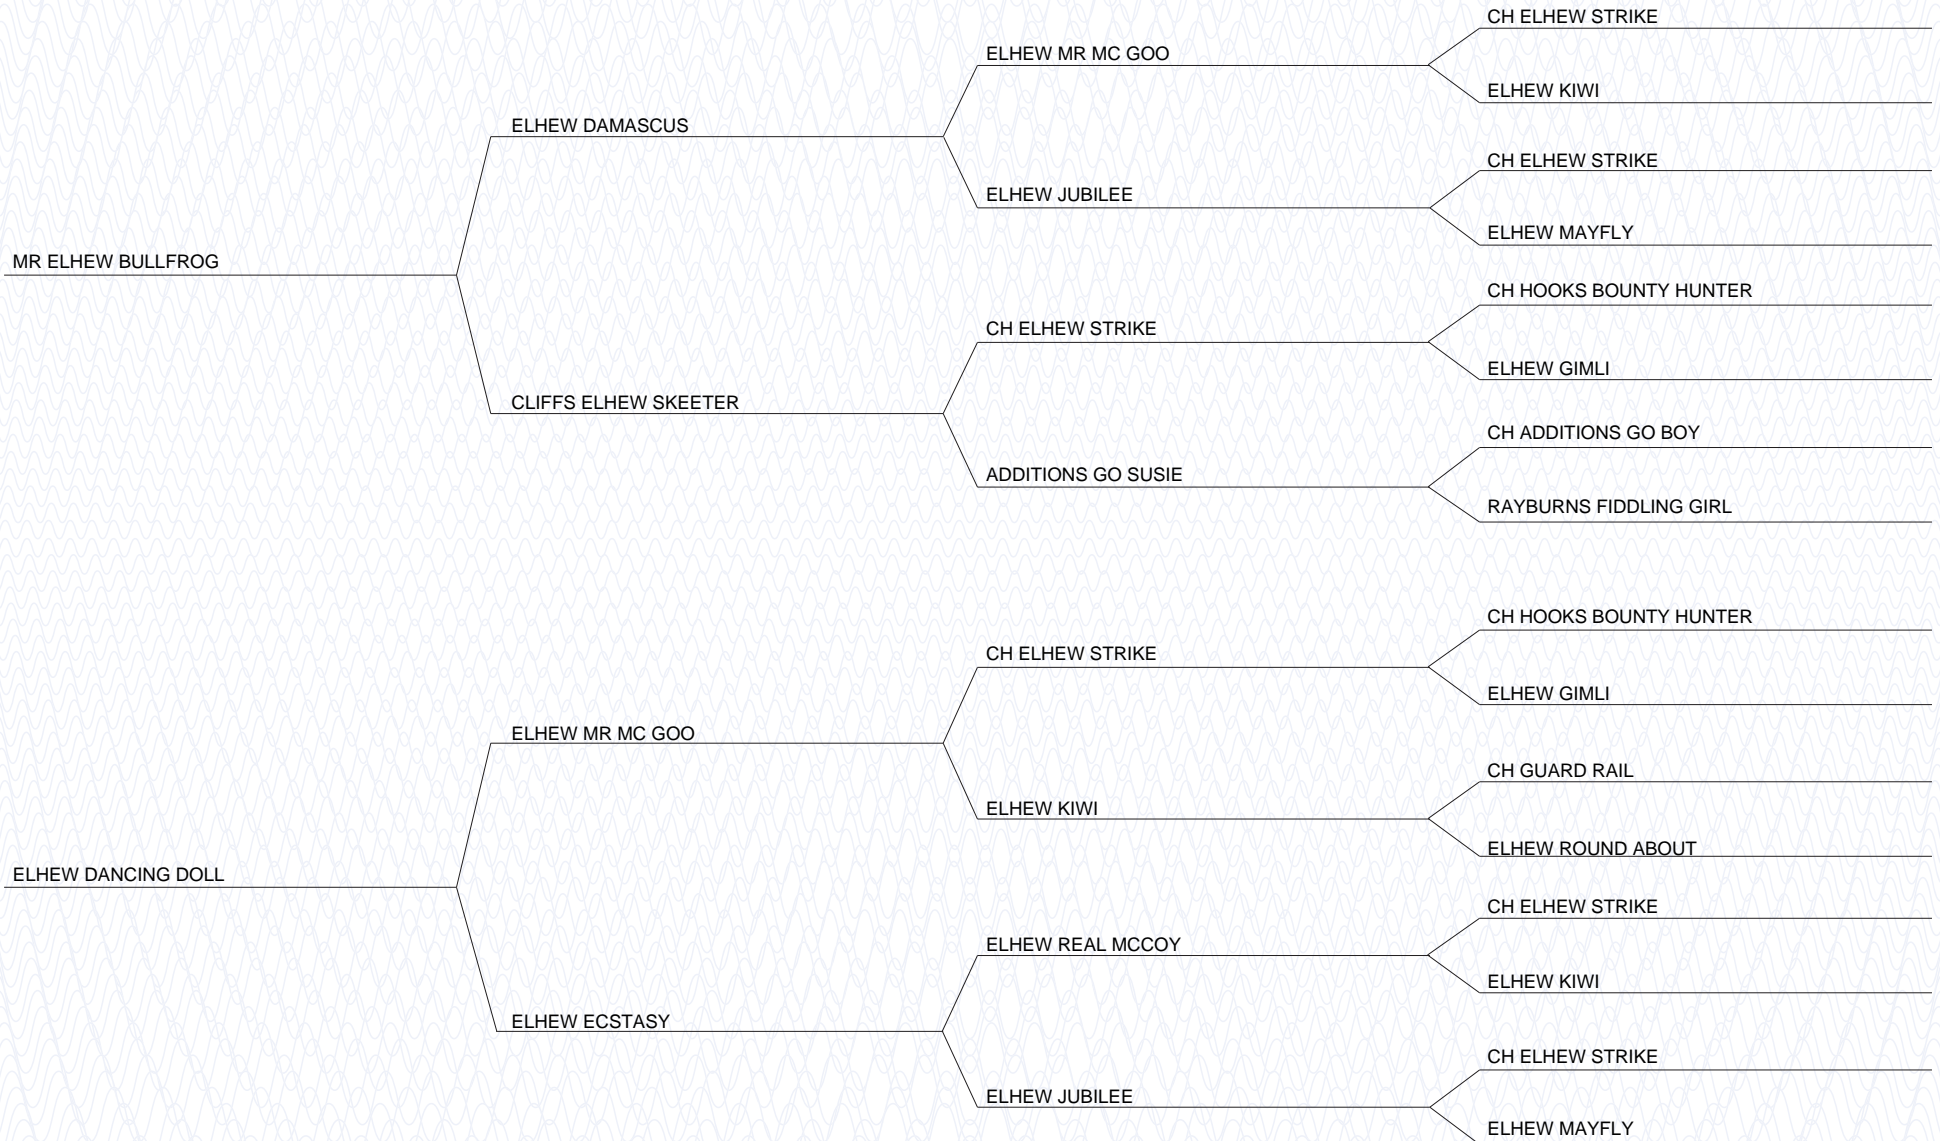 CH ELHEW STRIKE
ELHEW MR MC GOO
ELHEW KIWI
ELHEW DAMASCUS
CH ELHEW STRIKE
ELHEW JUBILEE
ELHEW MAYFLY
MR ELHEW BULLFROG
CH HOOKS BOUNTY HUNTER
CH ELHEW STRIKE
ELHEW GIMLI
CLIFFS ELHEW SKEETER
CH ADDITIONS GO BOY
ADDITIONS GO SUSIE
RAYBURNS FIDDLING GIRL
CH HOOKS BOUNTY HUNTER
CH ELHEW STRIKE
ELHEW GIMLI
ELHEW MR MC GOO
CH GUARD RAIL
ELHEW KIWI
ELHEW ROUND ABOUT
ELHEW DANCING DOLL
CH ELHEW STRIKE
ELHEW REAL MCCOY
ELHEW KIWI
ELHEW ECSTASY
CH ELHEW STRIKE
ELHEW JUBILEE
ELHEW MAYFLY